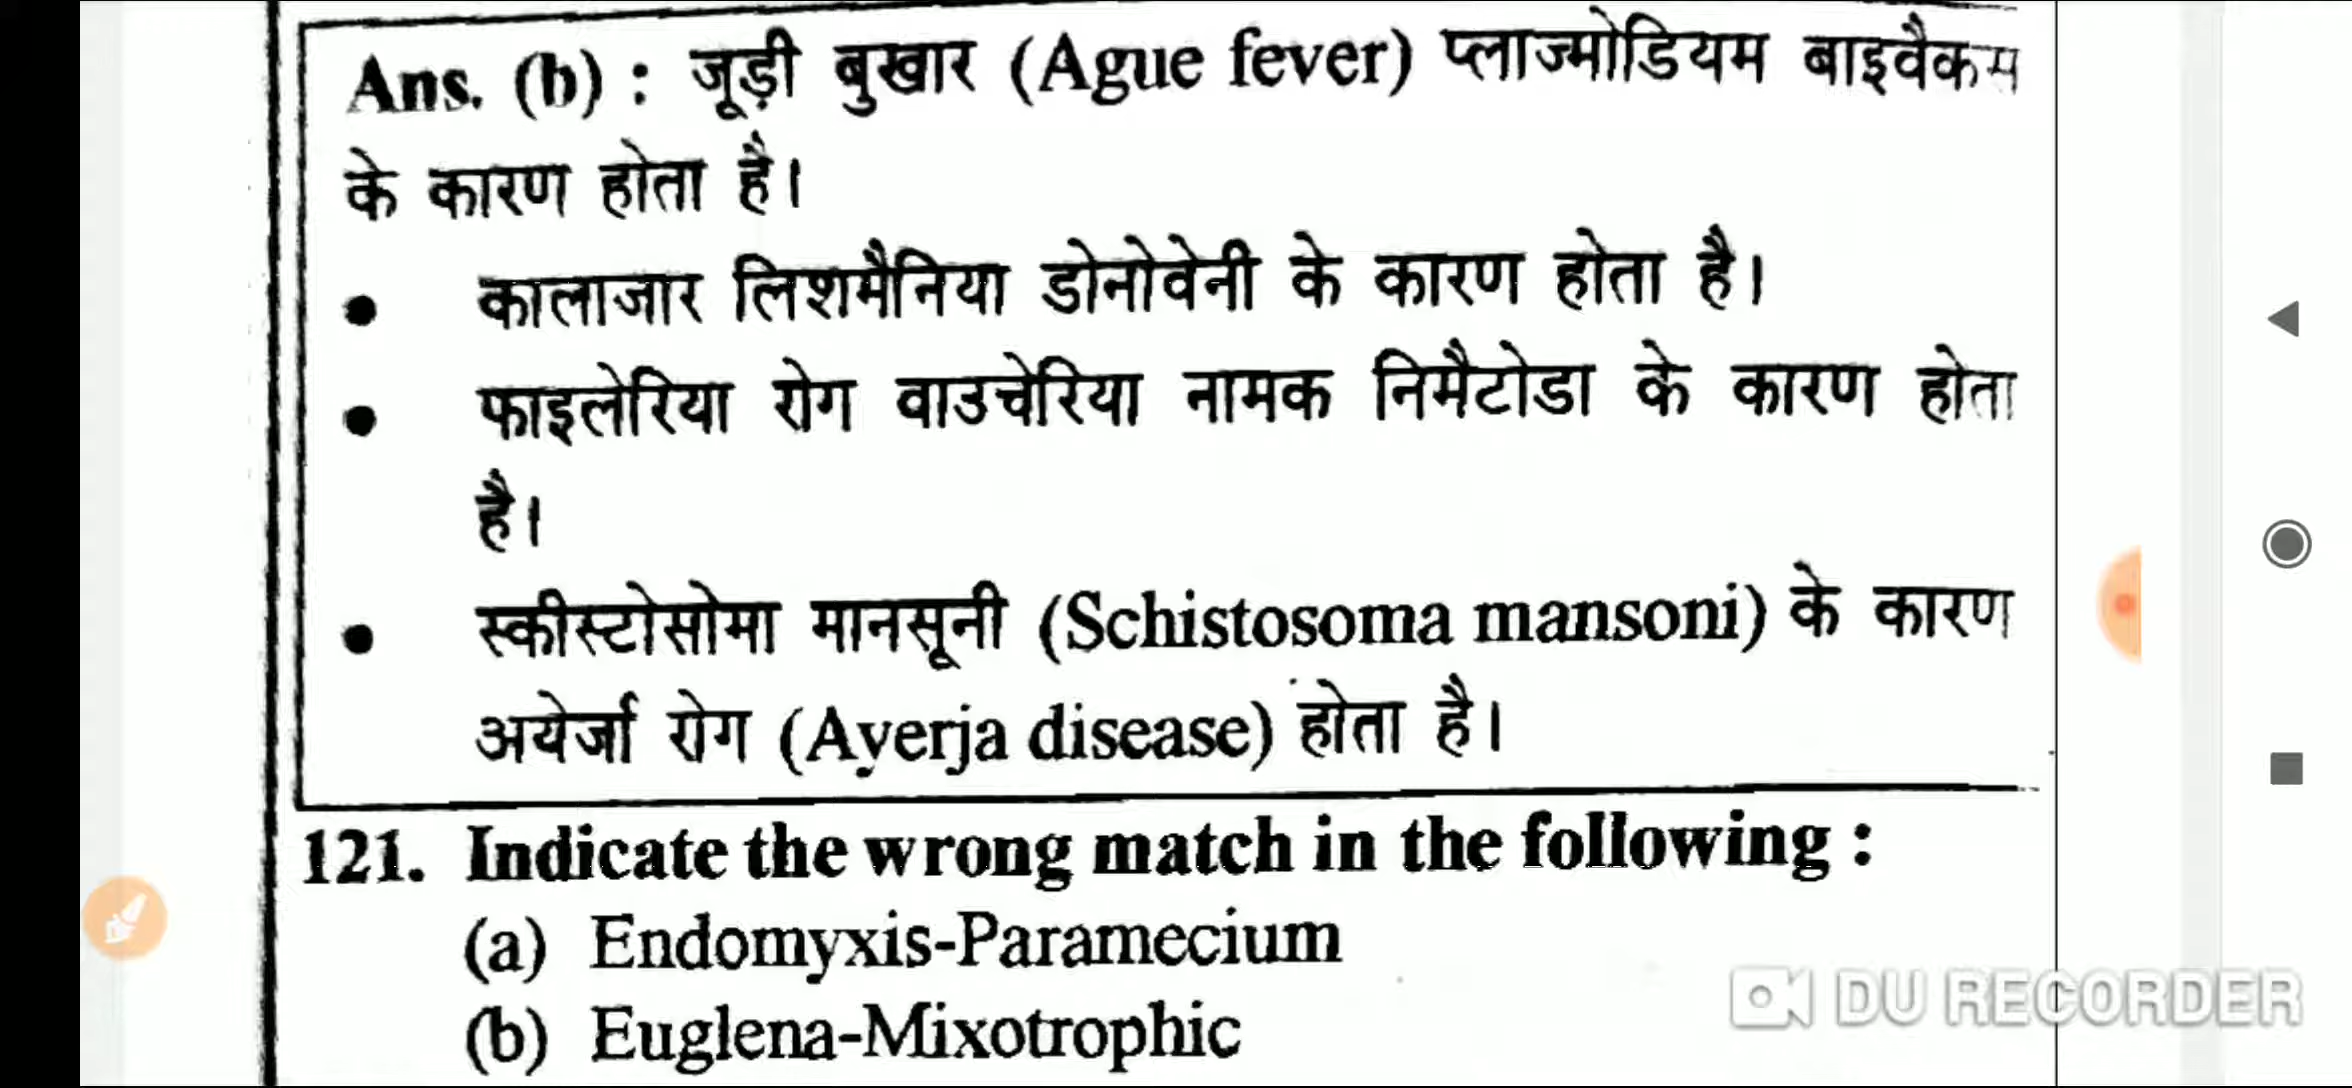 Ans. (b) : जूड़ी बुखार (Ague fever) प्लाज्मोडियम बाइवैकस
के कारण होता है।
● कालाजार लिशमैनिया डोनोवेनी के कारण होता है।
● फाइलेरिया रोग वाउचेरिया नामक निमैटोडा के कारण होता
है।
● स्कीस्टोसोमा मानसूनी (Schistosoma mansoni) के कारण
अयेर्जा रोग (Ayerja disease) होता है।
121. Indicate the wrong match in the following :
(a) Endomyxis-Paramecium
(b) Euglena-Mixotrophic
DU RECORDER